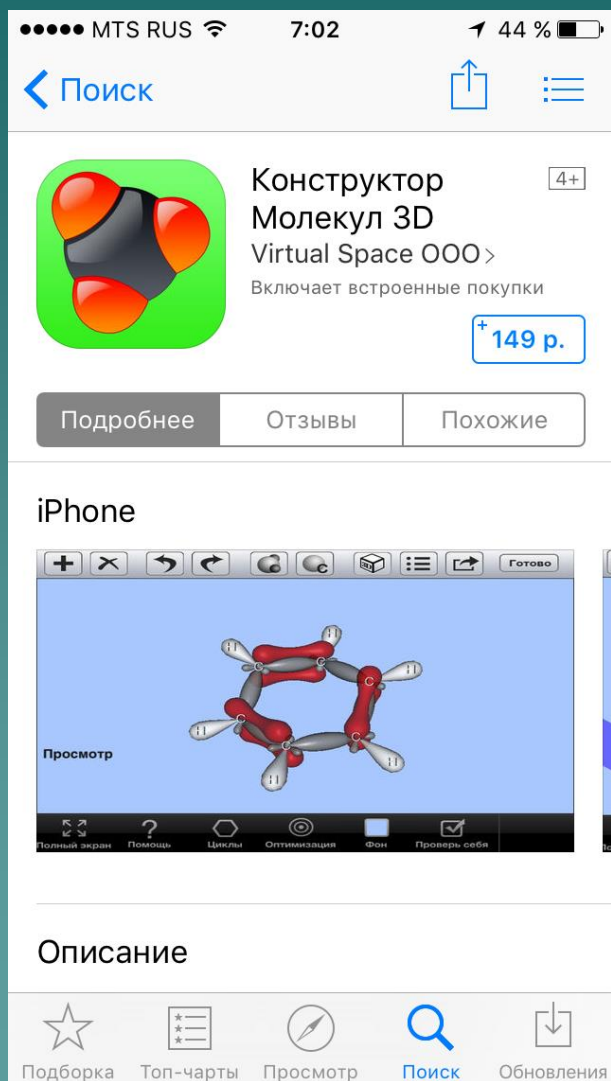 MTS RUS 7:02 44 %
Поиск
Конструктор
Молекул 3D
4+
Virtual Space ООО>
Включает встроенные покупки
+ 149 р.
Подробнее Отзывы Похожие
iPhone
Готово
C
H H
C C C H
H C C C H
H
Просмотр
Полный экран Помощь Циклы Оптимизация Фон Проверь себя
Описание
Подборка Топ-чарты Просмотр Поиск Обновления